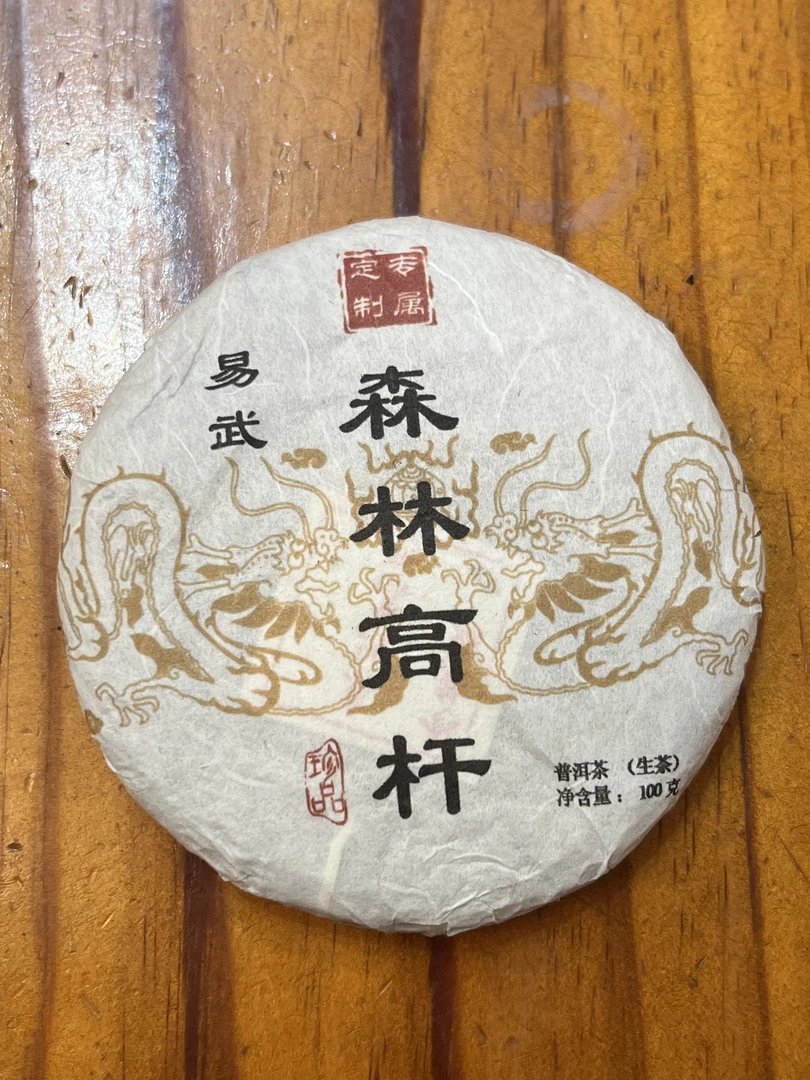 专属
定制
易武
森林高杆
珍品
普洱茶 （生茶）
净含量： 100克